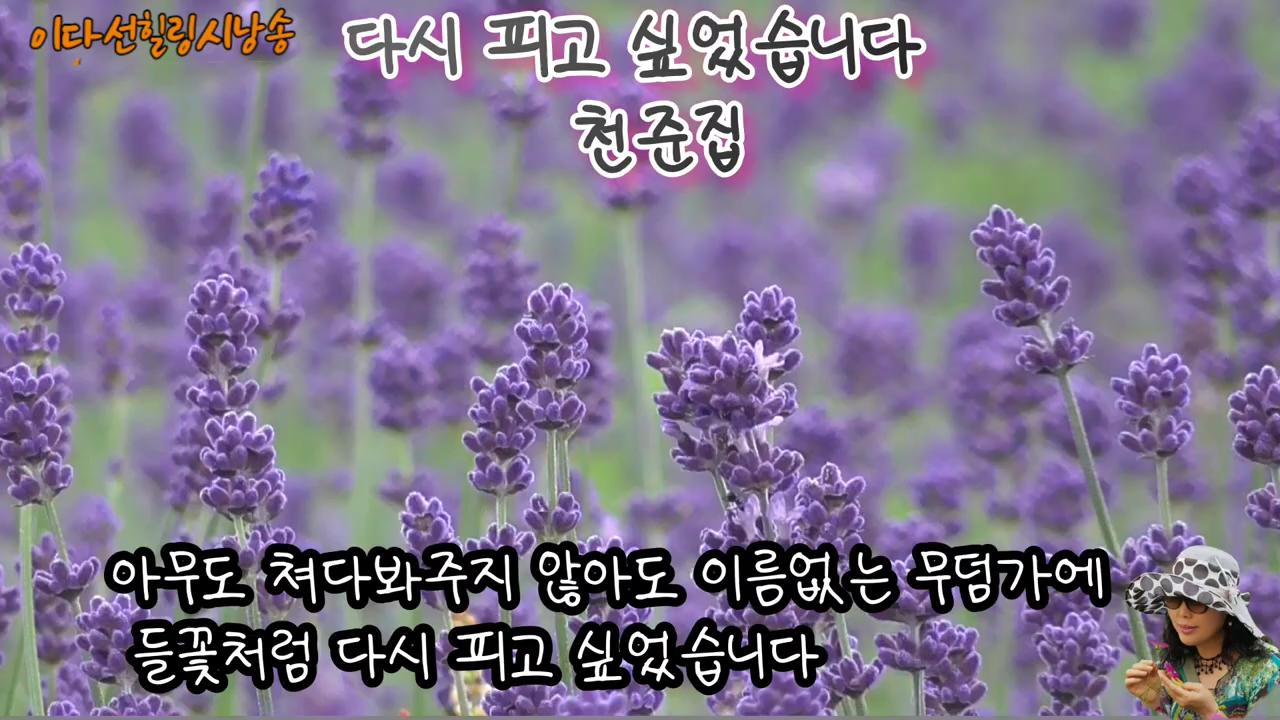 이다선힐링시낭송
다시 피고 싶었습니다
천준집
아무도 쳐다봐주지 않아도 이름없는 무덤가에
들꽃처럼 다시 피고 싶었습니다